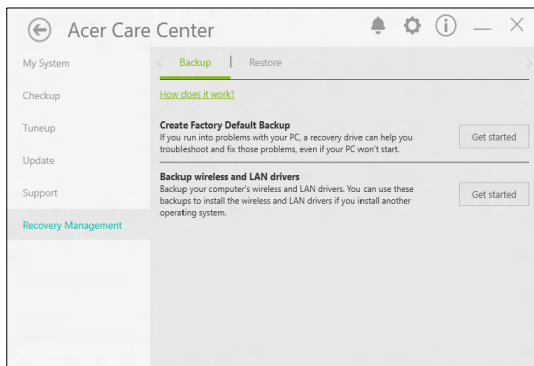 Acer Care Center
My System
Checkup
Tuneup
Update
Support
Recovery Management
Backup | Restore
How does it work?
Create Factory Default Backup
If you run into problems with your PC, a recovery drive can help you
troubleshoot and fix those problems, even if your PC won't start.
Get started
Backup wireless and LAN drivers
Backup your computer's wireless and LAN drivers. You can use these
backups to install the wireless and LAN drivers if you install another
operating system.
Get started